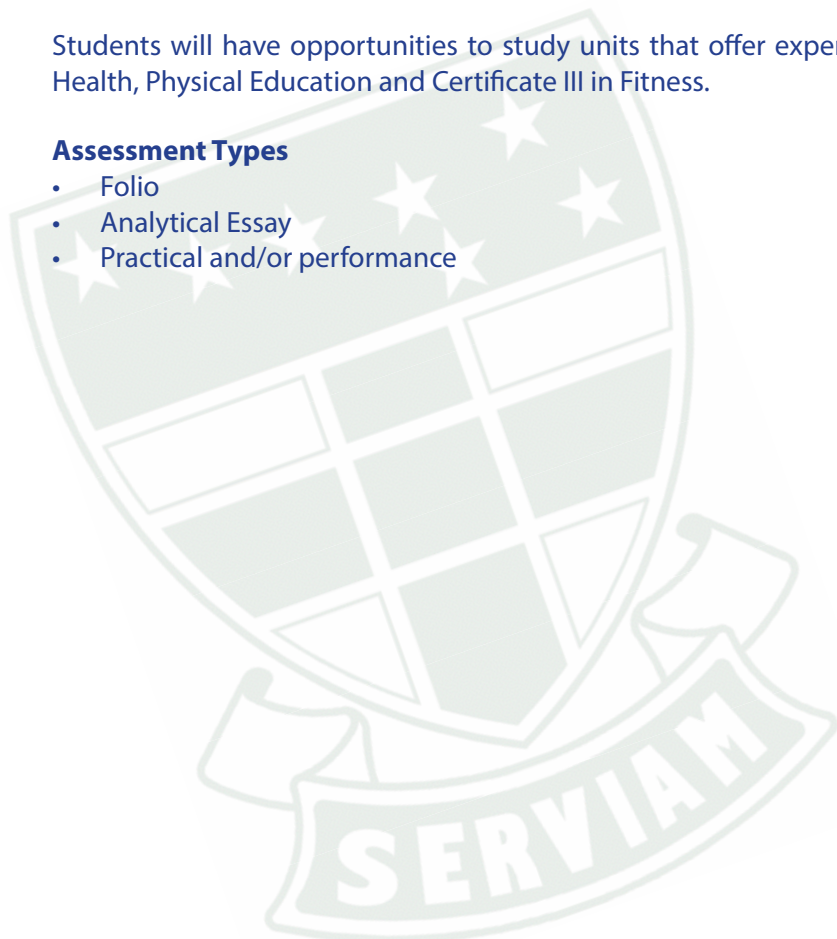 Students will have opportunities to study units that offer
Health, Physical Education and Certificate III in Fitness.
Assessment Types
• Folio
• Analytical Essay
• Practical and/or performance
SERVIAM